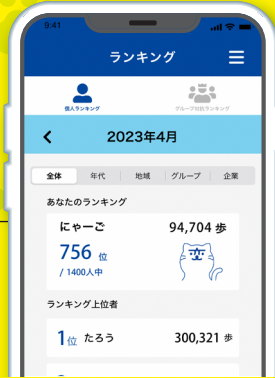 9:41
ランキング
個人ランキング
グループ対抗ランキング
2023年4月
全体 年代 地域 グループ 企業
あなたのランキング
にゃーご 94,704 歩
756 位
/ 1400人中
ランキング上位者
1位 たろう 300,321 歩